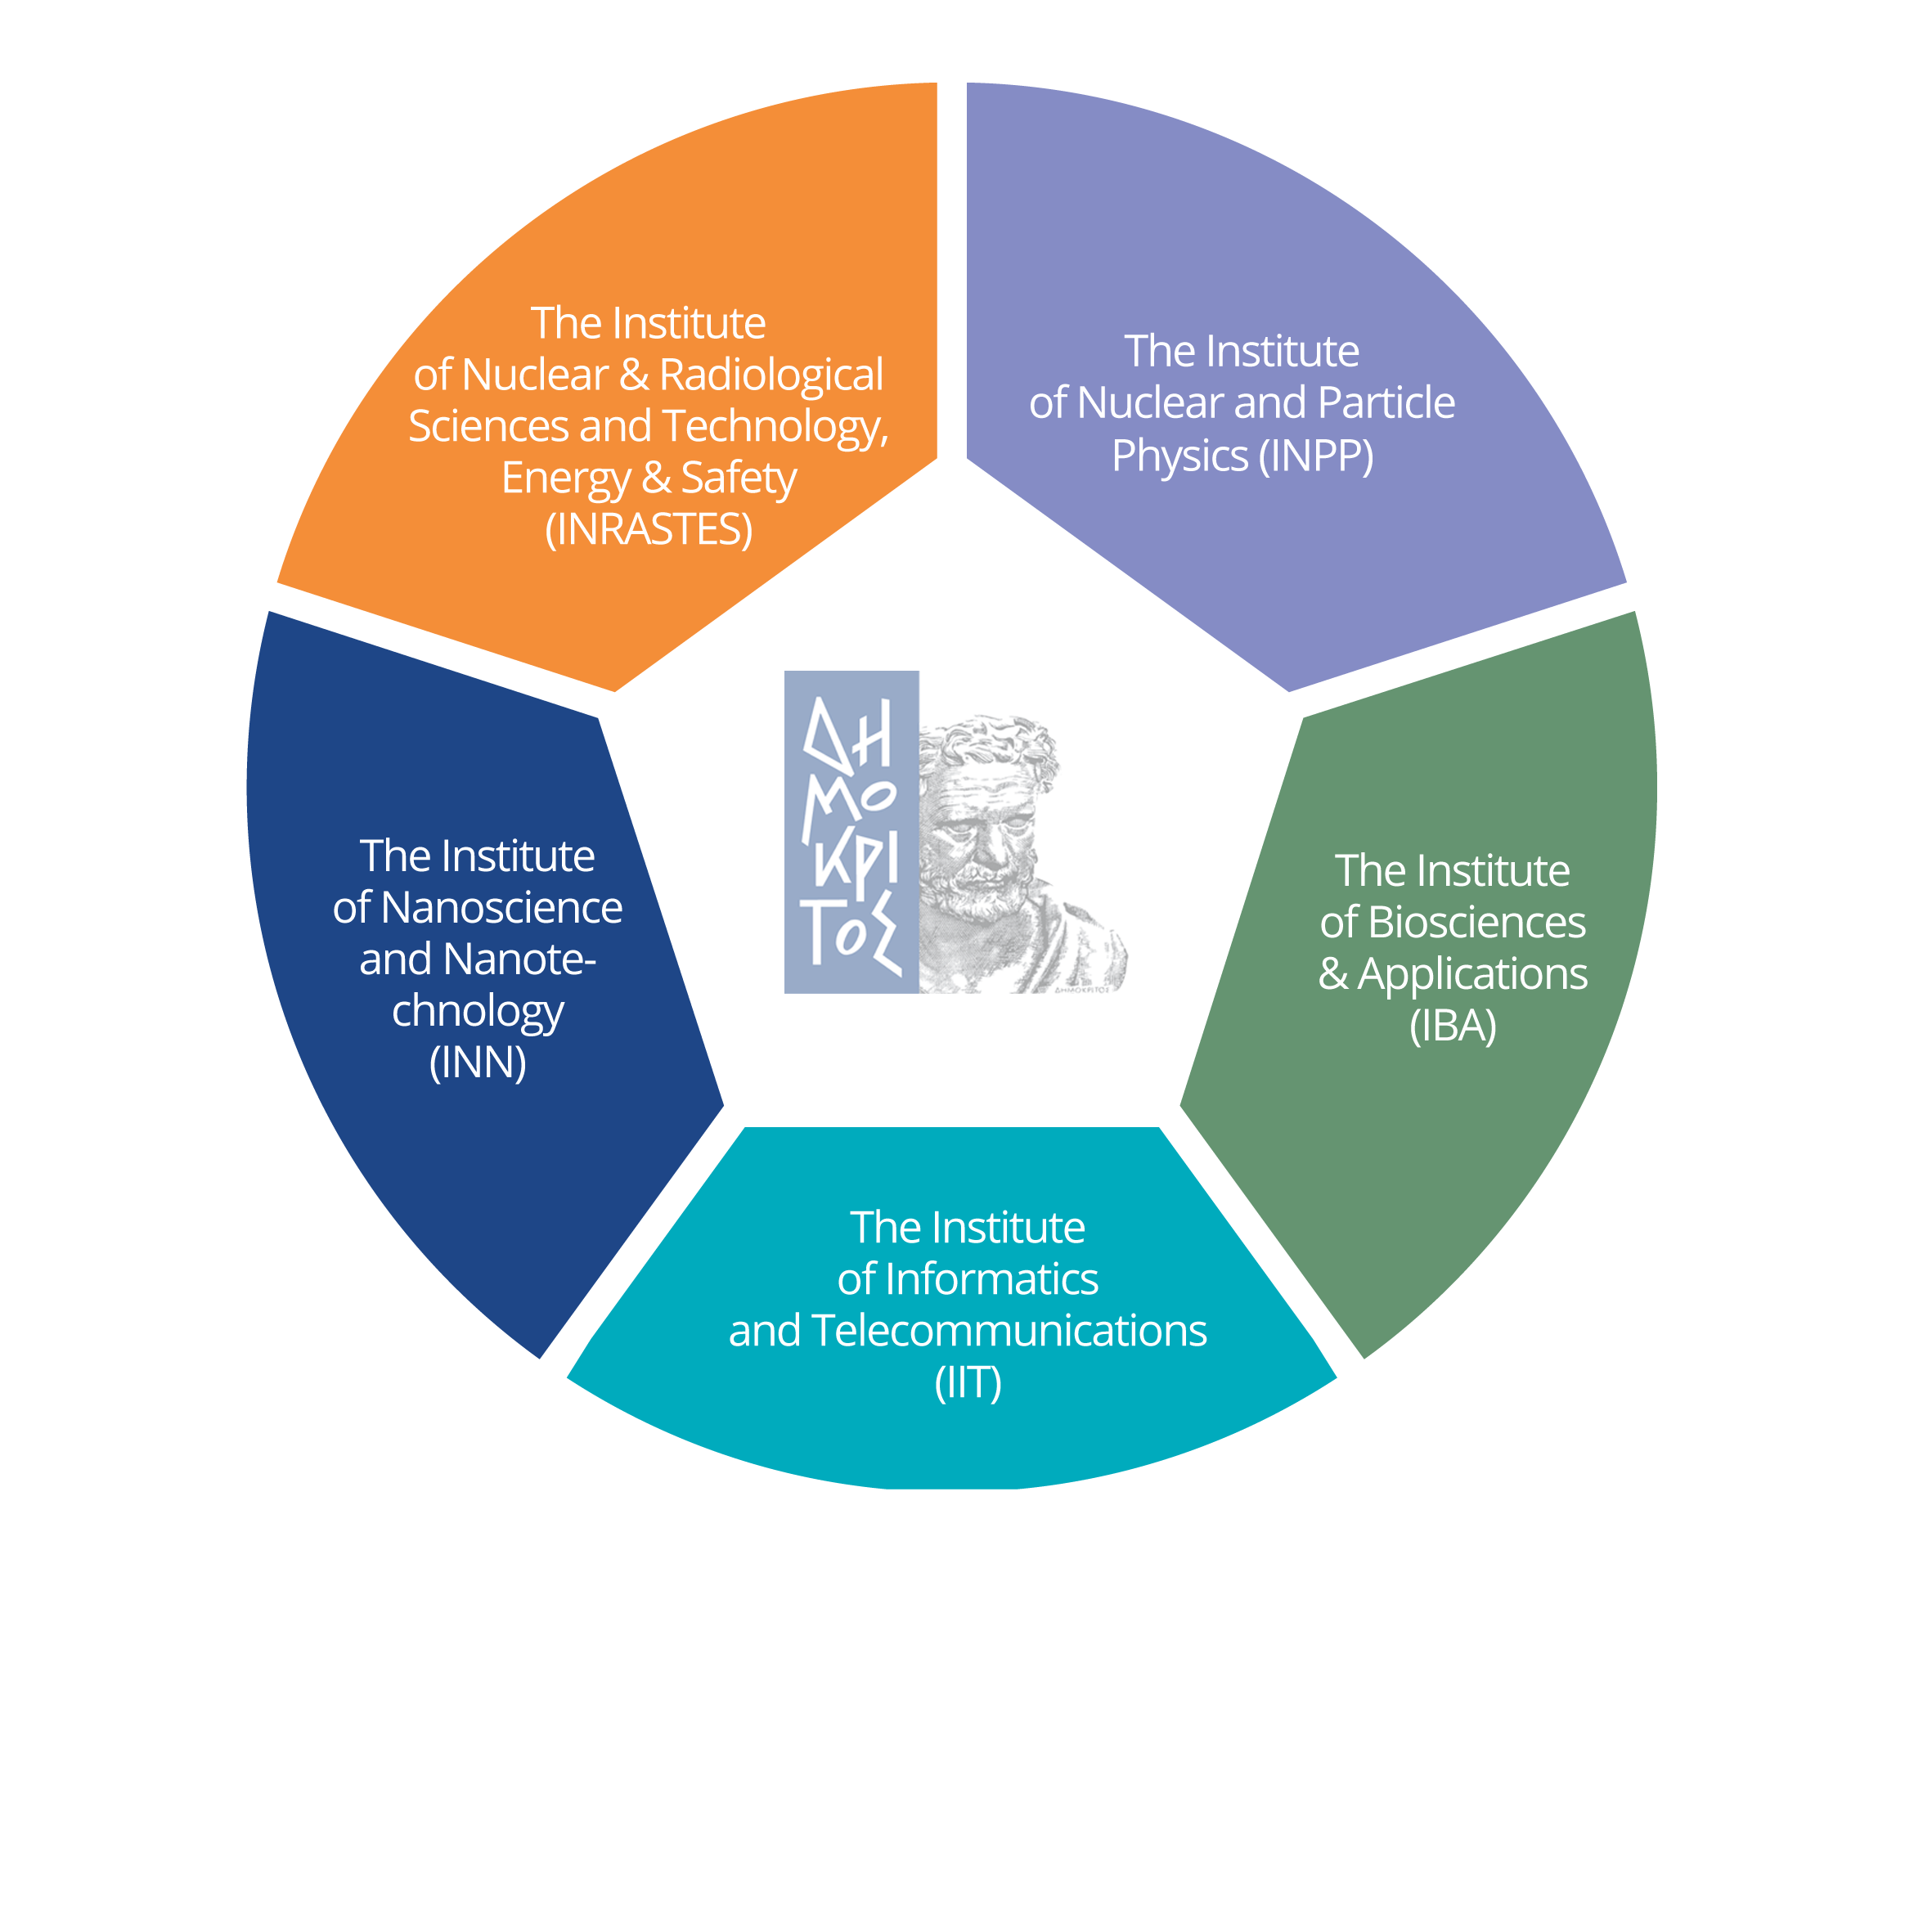 The Institute
of Nuclear & Radiological
Sciences and Technology,
Energy & Safety
(INRASTES)
The Institute
of Nuclear and Particle
Physics (INPP)
The Institute
of Nanoscience
and Nanote-
chnology
(INN)
ΔΗ
ΜΟ
ΚΡΙ
ΤΟΣ
ΔΗΜΟΚΡΙΤΟΣ
The Institute
of Biosciences
& Applications
(IBA)
The Institute
of Informatics
and Telecommunications
(IIT)